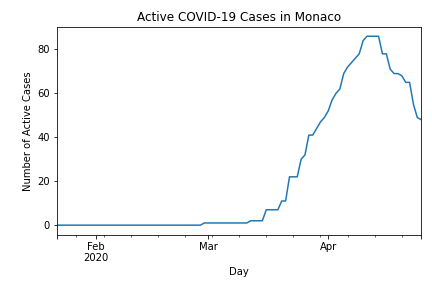 Active COVID-19 Cases in Monaco
Number of Active Cases
80
60
40
20
0
Feb
2020
Mar
Apr
Day